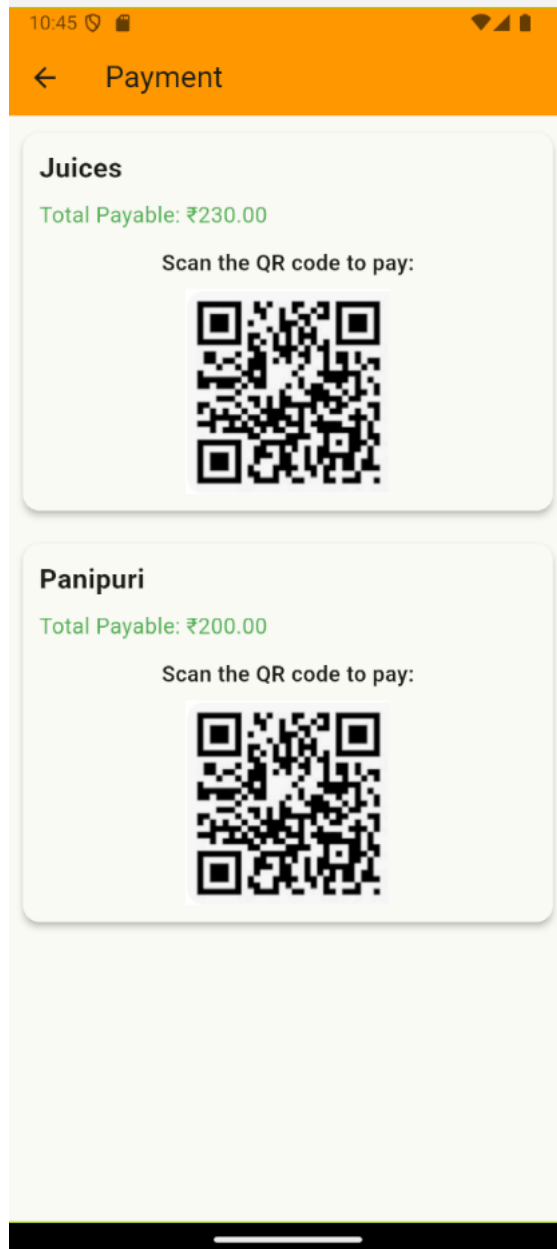 10:45
Payment
Juices
Total Payable: ₹230.00
Scan the QR code to pay:
Panipuri
Total Payable: ₹200.00
Scan the QR code to pay: